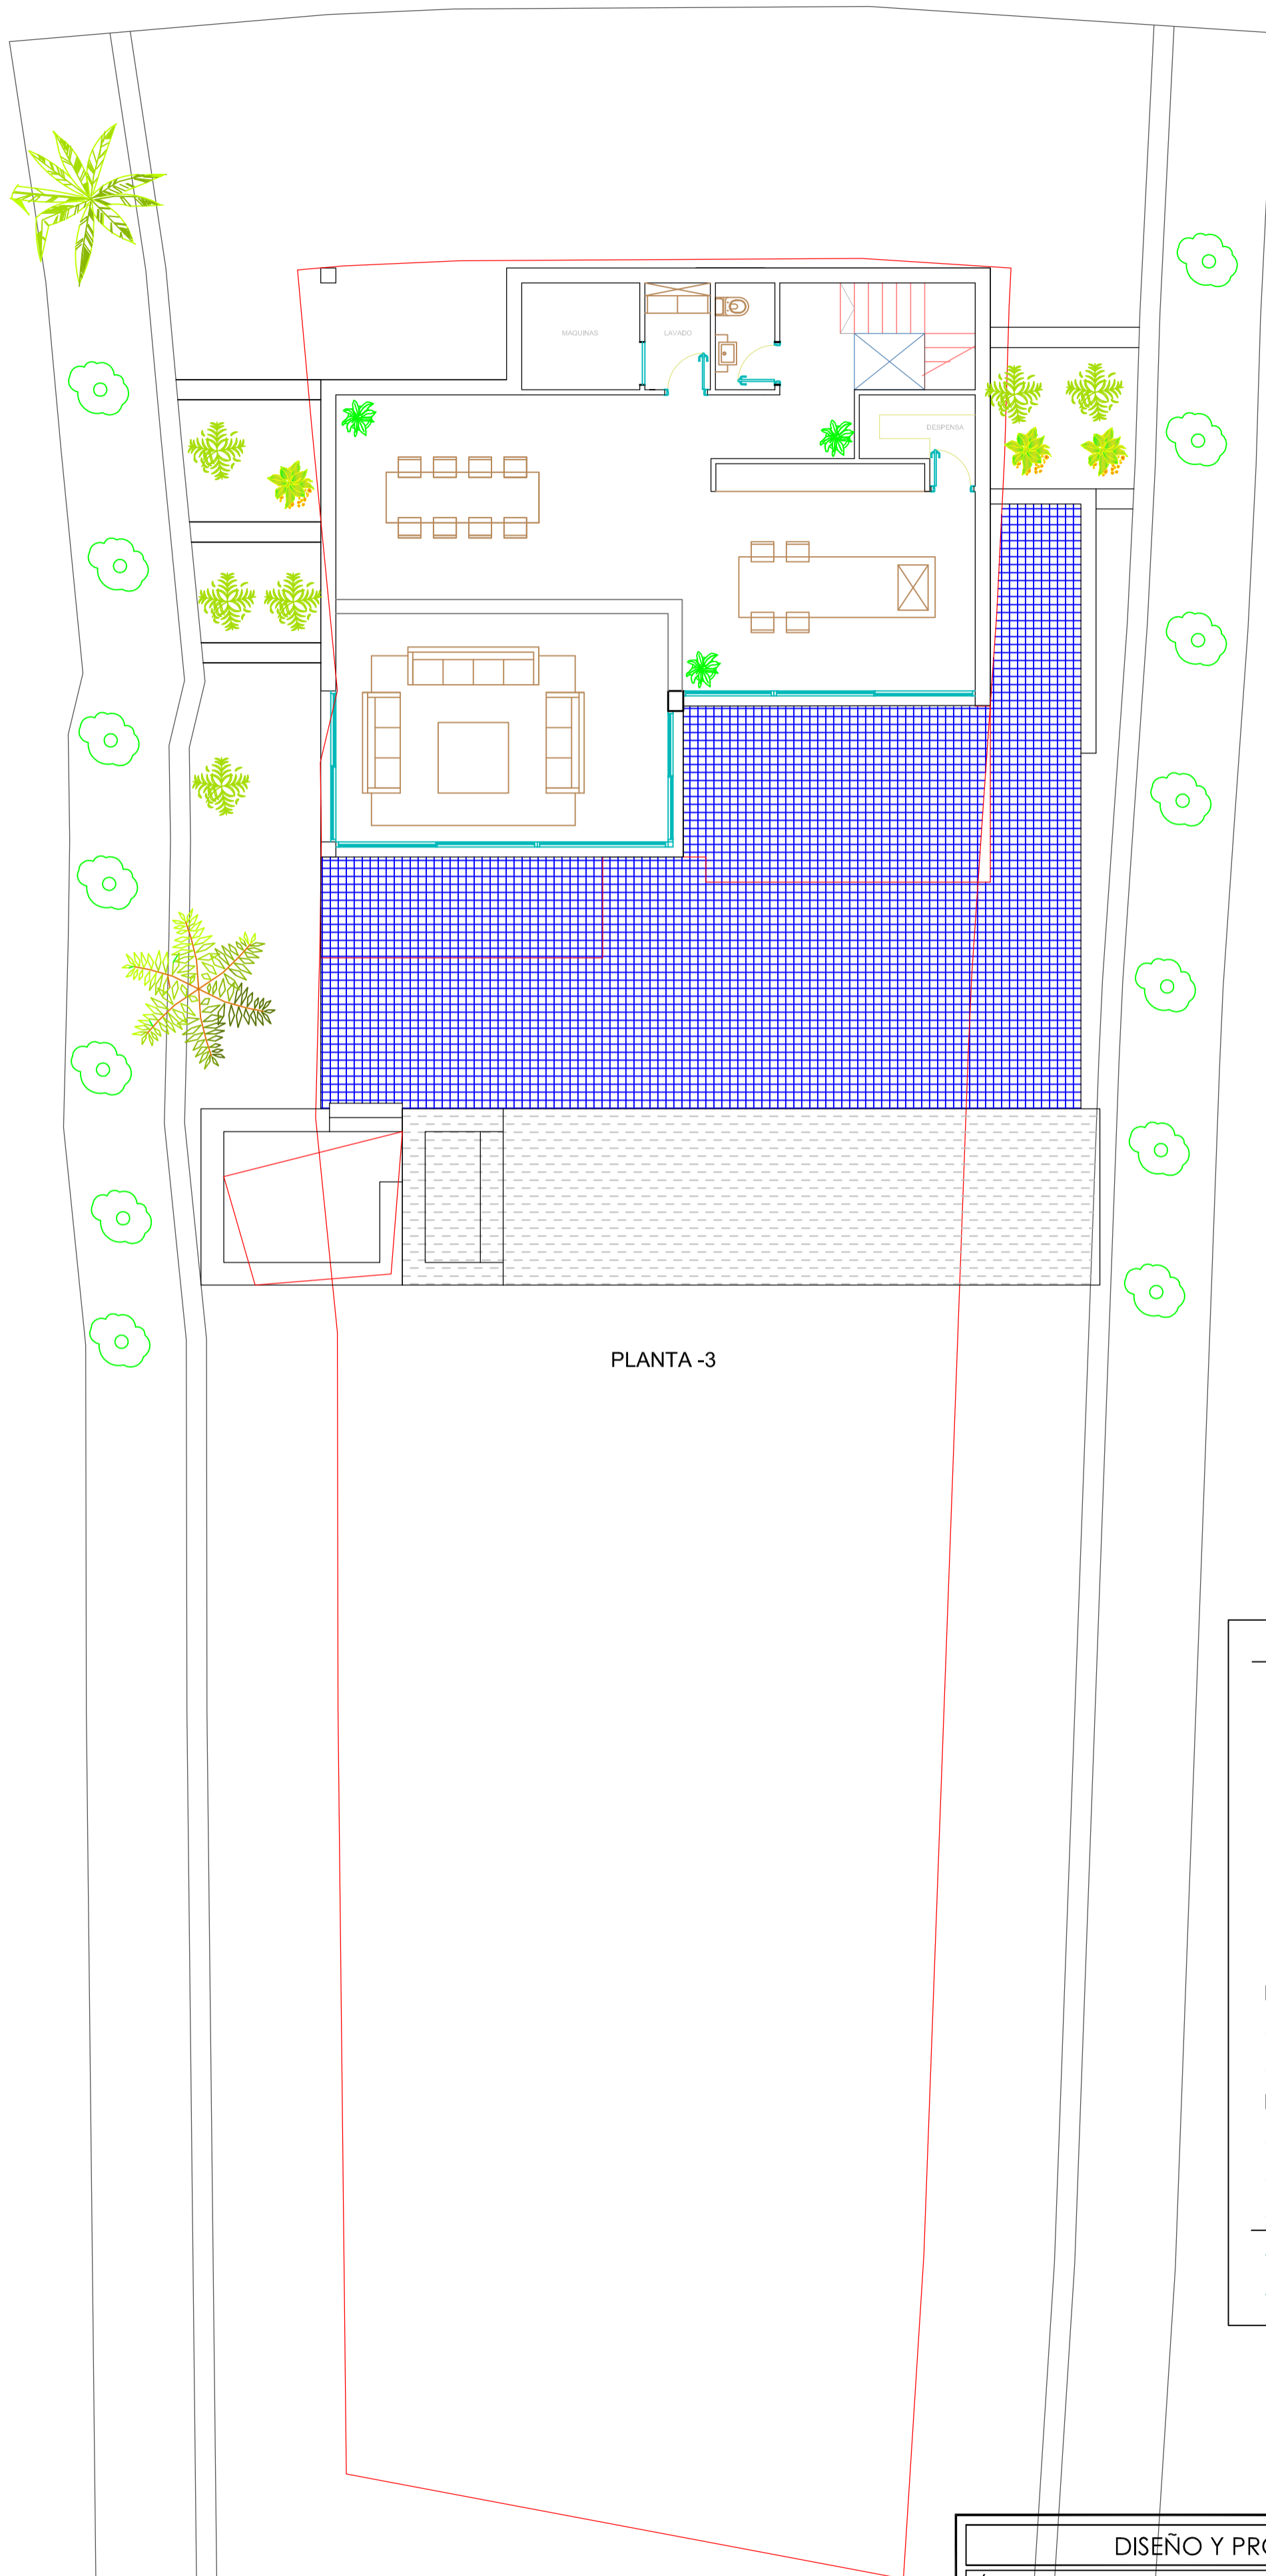 MAQUINAS
LAVADO
DESPENSA
PLANTA -3
DISEÑO Y PRO